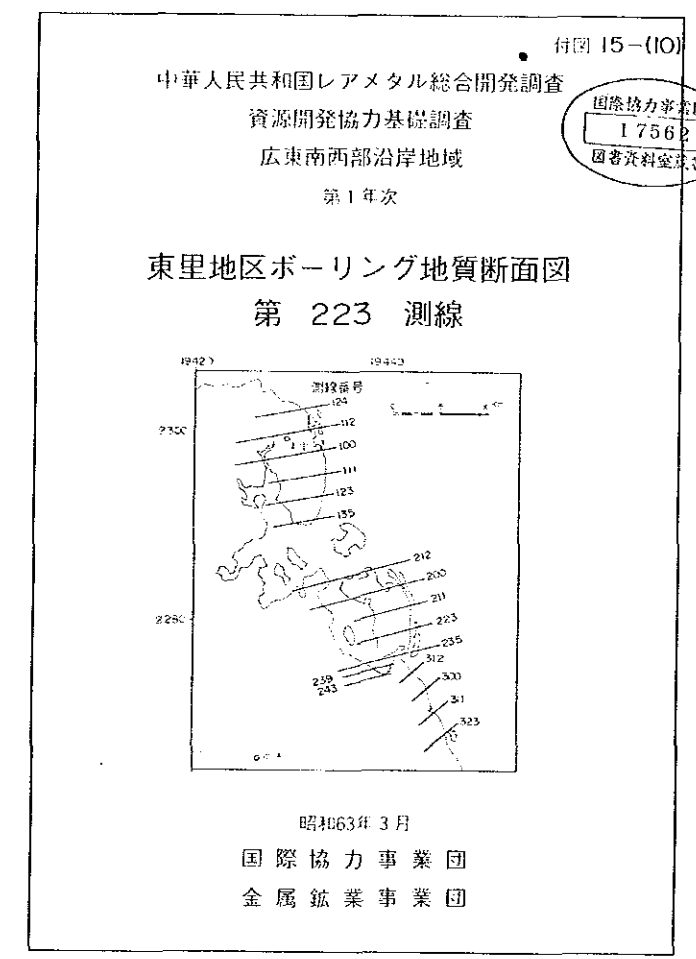 付図 15-(10)
中華人民共和国レアメタル総合開発調査
資源開発協力基礎調査
広東南西部沿岸地域
第1年次
国際協力事業
17562
図書資料室
東里地区ボーリング地質断面図
第 223 測線
19420
19440
測線番号
2300
124
112
100
111
123
135
212
200
211
2280
223
235
312
239
243
300
311
323
昭和63年3月
国際協力事業団
金属鉱業事業団